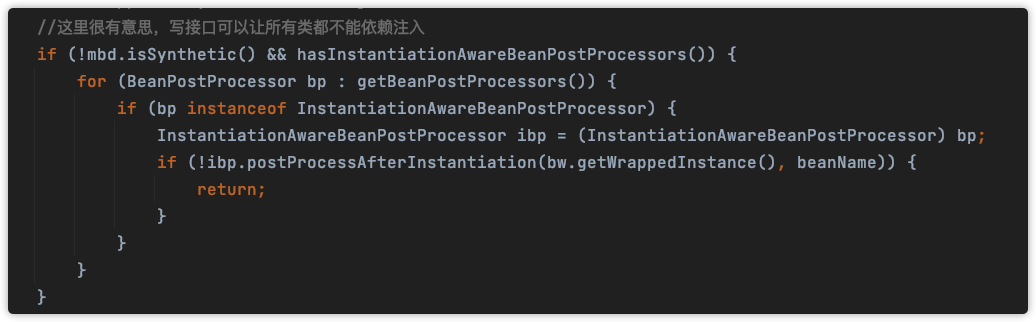 //这里很有意思，写接口可以让所有类都不能依赖注入
if (!mbd.isSynthetic() && hasInstantiationAwareBeanPostProcessors()) {
for (BeanPostProcessor bp : getBeanPostProcessors()) {
if (bp instanceof InstantiationAwareBeanPostProcessor) {
InstantiationAwareBeanPostProcessor ibp = (InstantiationAwareBeanPostProcessor) bp;
if (!ibp.postProcessAfterInstantiation(bw.getWrappedInstance(), beanName)) {
return;
}
}
}
}